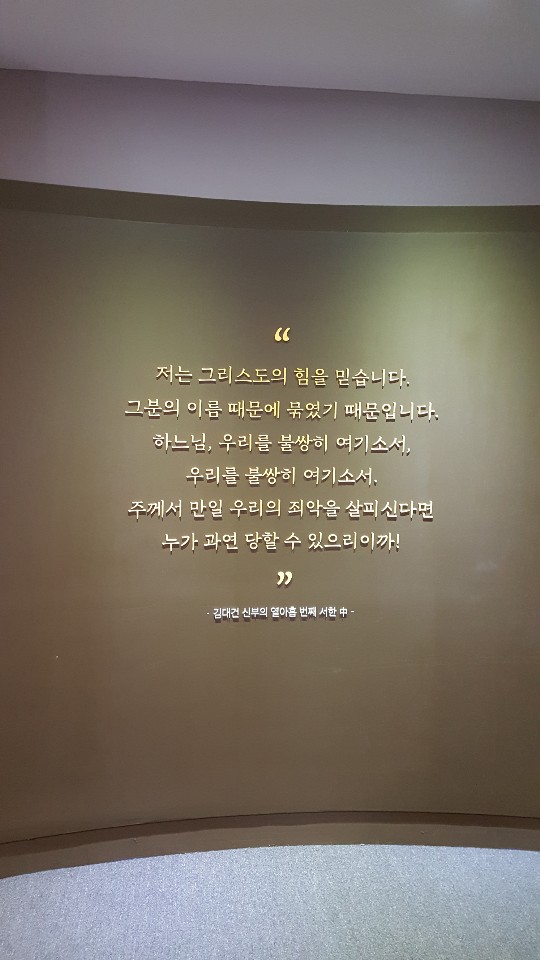 “
저는 그리스도의 힘을 믿습니다.
그분의 이름 때문에 묶였기 때문입니다.
하느님, 우리를 불쌍히 여기소서,
우리를 불쌍히 여기소서.
주께서 만일 우리의 죄악을 살피신다면
누가 과연 당할 수 있으리이까!
”
- 김대건 신부의 열아홉 번째 서한 中 -